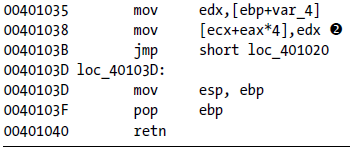 00401035 mov edx,[ebp+var_4]
00401038 mov [ecx+eax*4],edx ❷
0040103B jmp short loc_401020
0040103D loc_40103D:
0040103D mov esp, ebp
0040103F pop ebp
00401040 retn